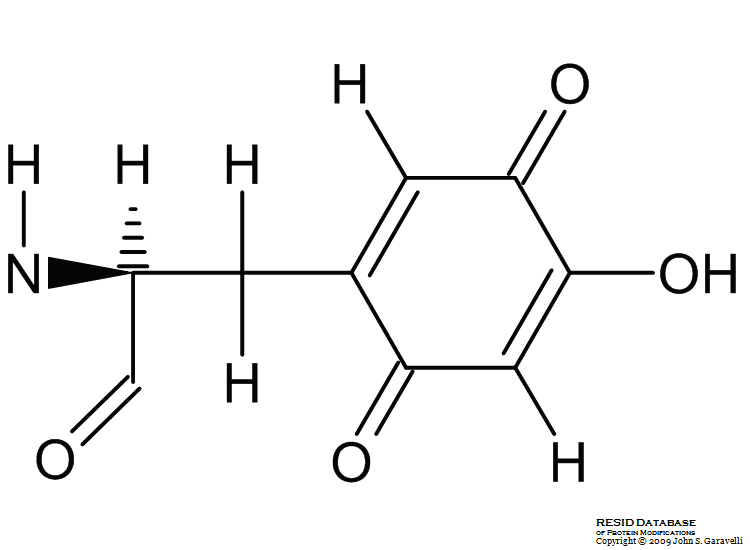 H O
H H H
N OH
H
O O H
RESID DATABASE
OF PROTEIN MODIFICATIONS
Copyright © 2009 John S. Garavelli